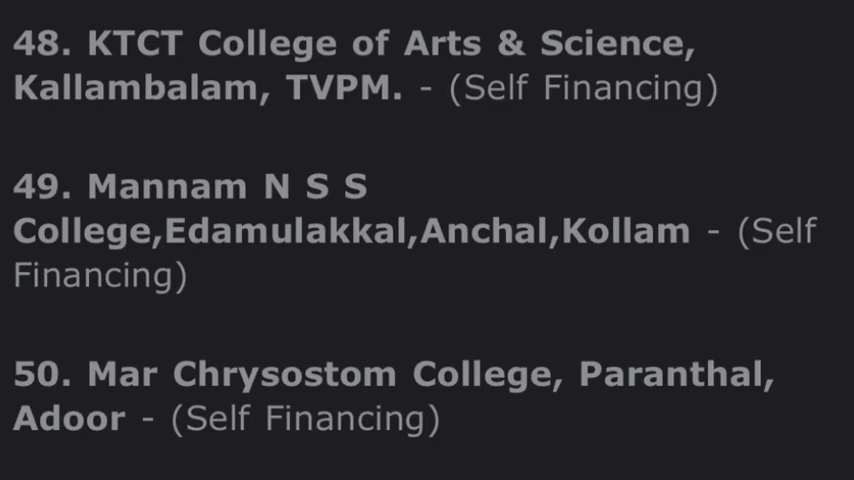 48. KTCT College of Arts & Science,
Kallambalam, TVPM. - (Self Financing)
49. Mannam N S S
College,Edamulakkal,Anchal,Kollam - (Self
Financing)
50. Mar Chrysostom College, Paranthal,
Adoor - (Self Financing)